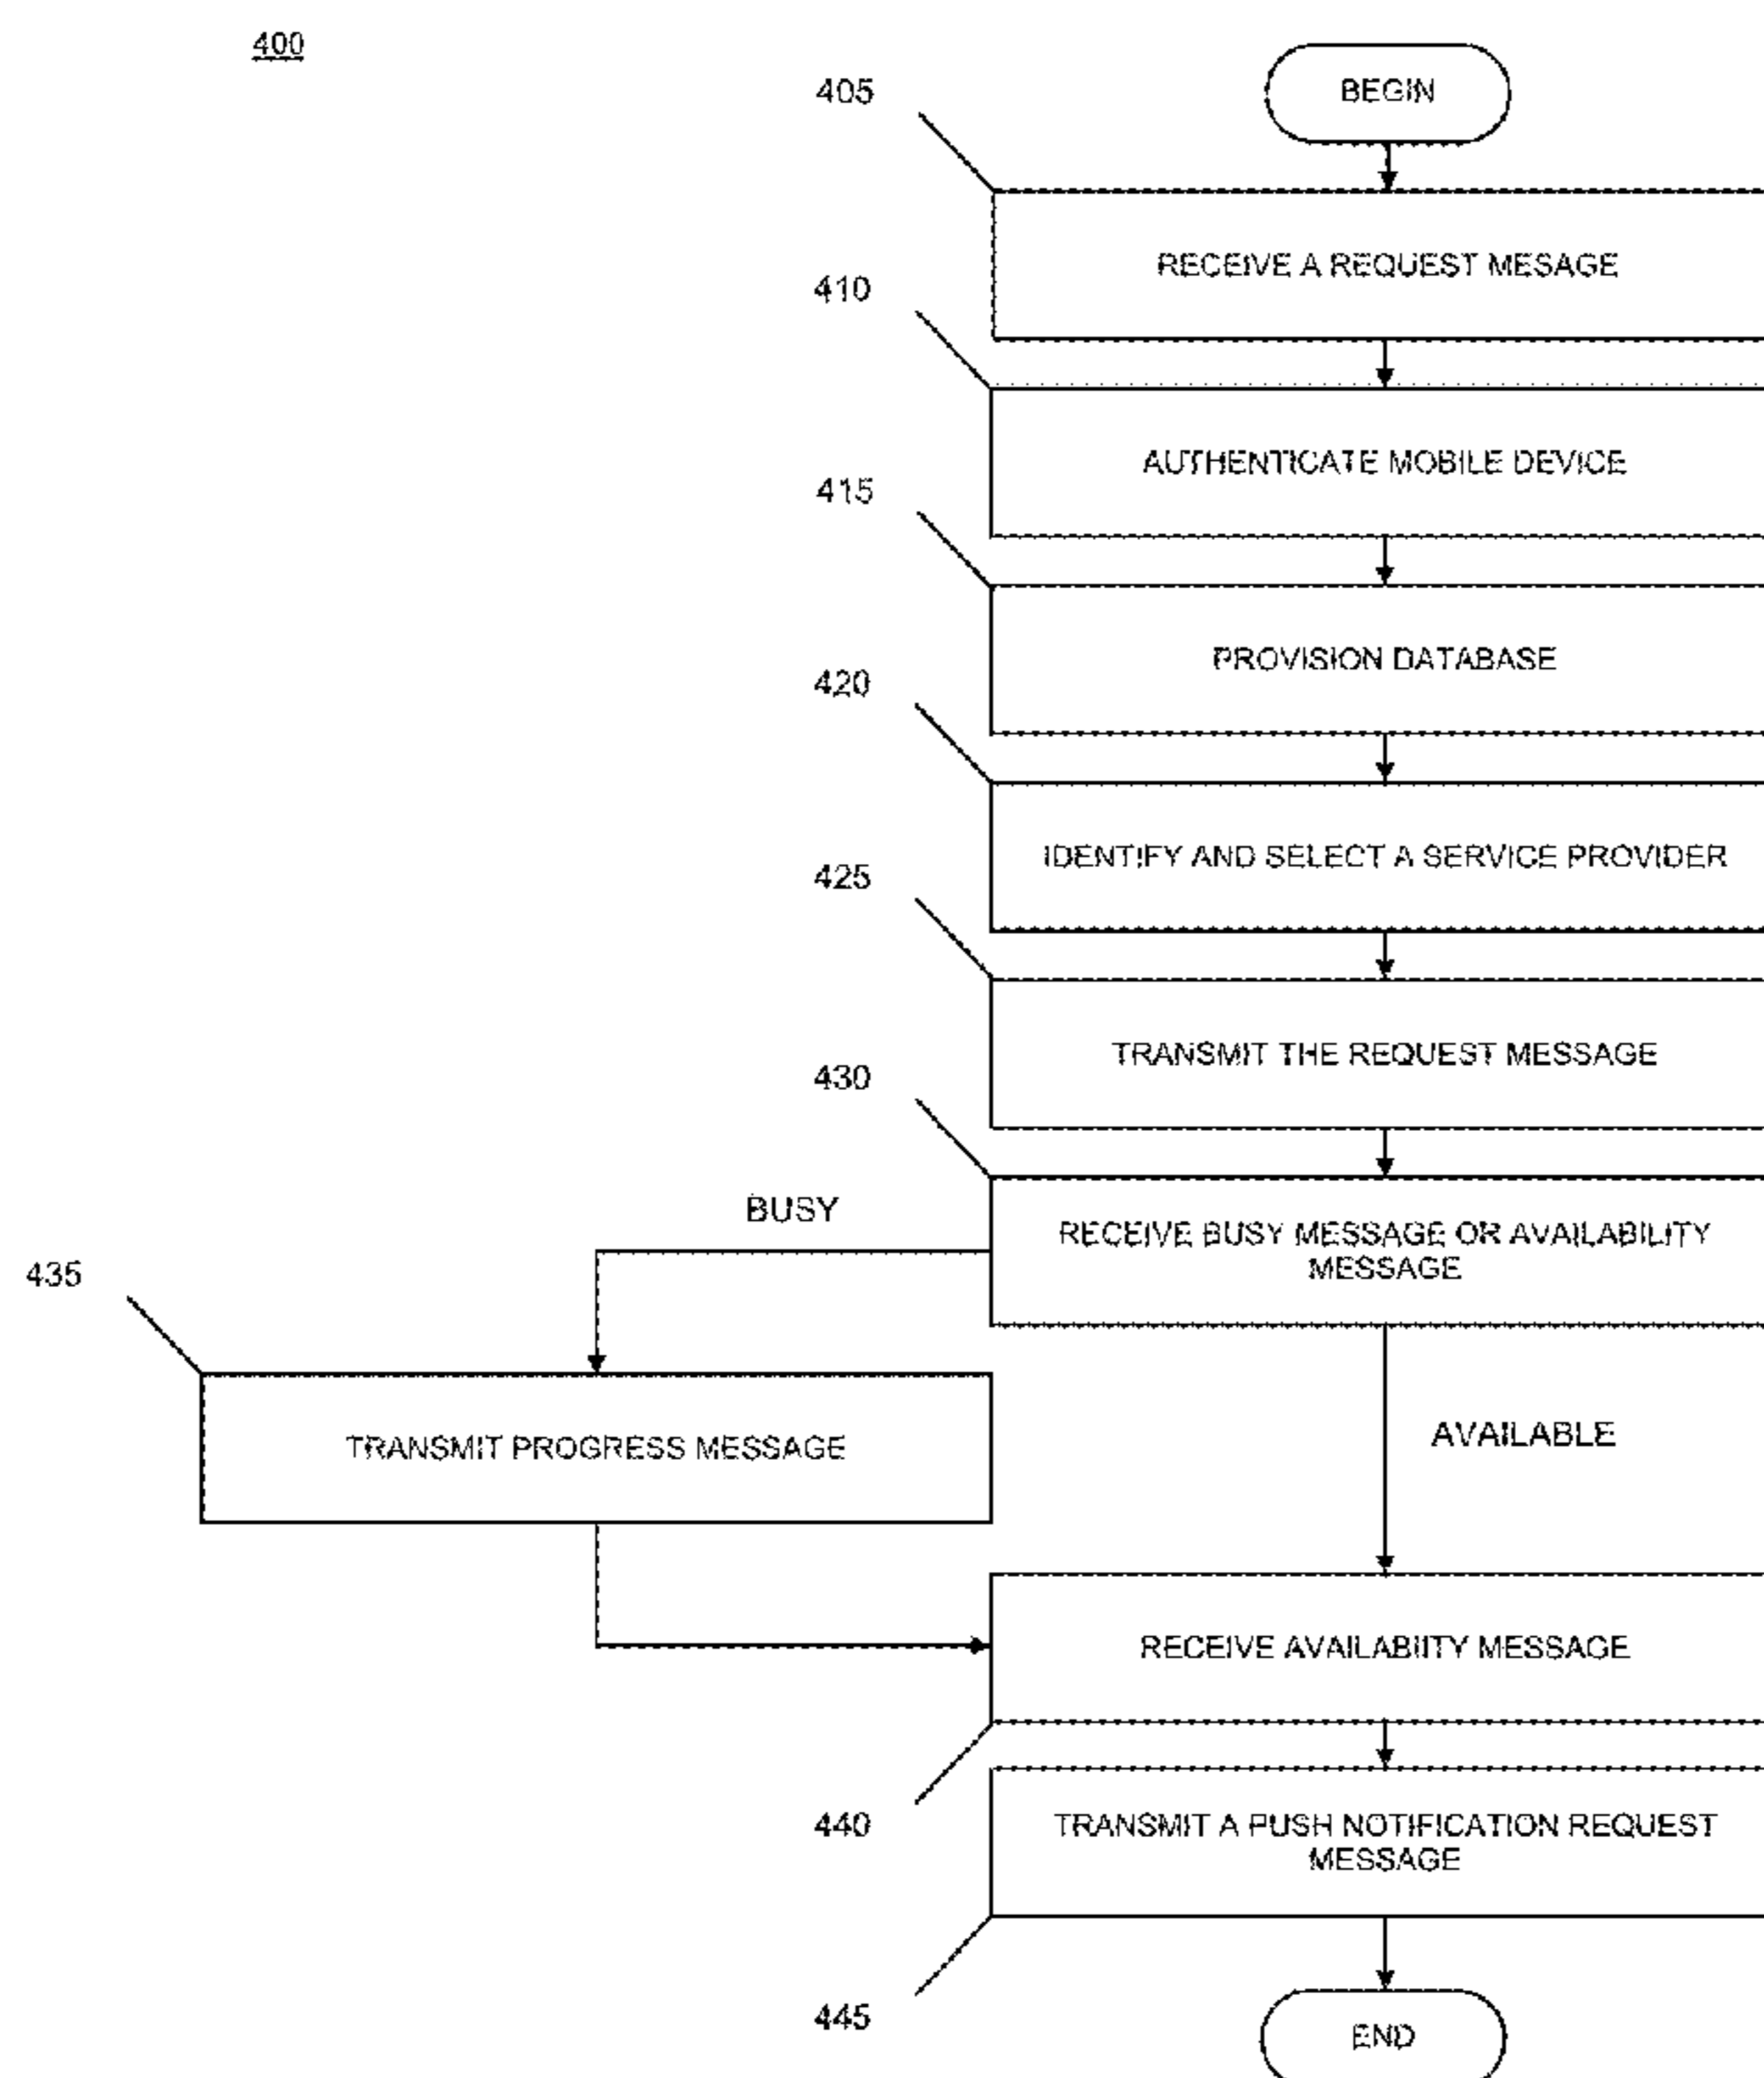 400
BEGIN
405
RECEIVE A REQUEST MESAGE
410
AUTHENTICATE MOBILE DEVICE
415
PROVISION DATABASE
420
IDENTIFY AND SELECT A SERVICE PROVIDER
425
TRANSMIT THE REQUEST MESSAGE
430
RECEIVE BUSY MESSAGE OR AVAILABILITY
MESSAGE
BUSY
435
TRANSMIT PROGRESS MESSAGE
AVAILABLE
RECEIVE AVAILABIITY MESSAGE
440
TRANSMIT A PUSH NOTIFICATION REQUEST
MESSAGE
445
END